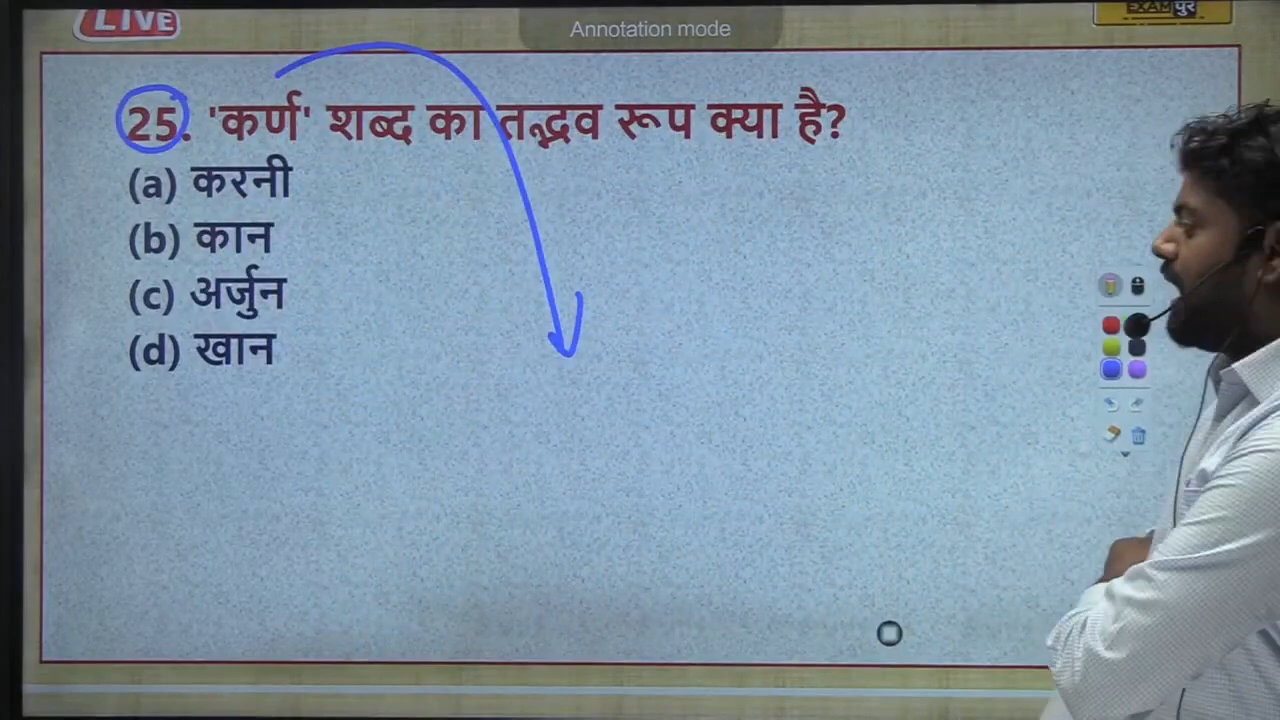 LIVE
EXAMपुर
Annotation mode
25. 'कर्ण' शब्द का तद्भव रूप क्या है?
(a) करनी
(b) कान
(c) अर्जुन
(d) खान